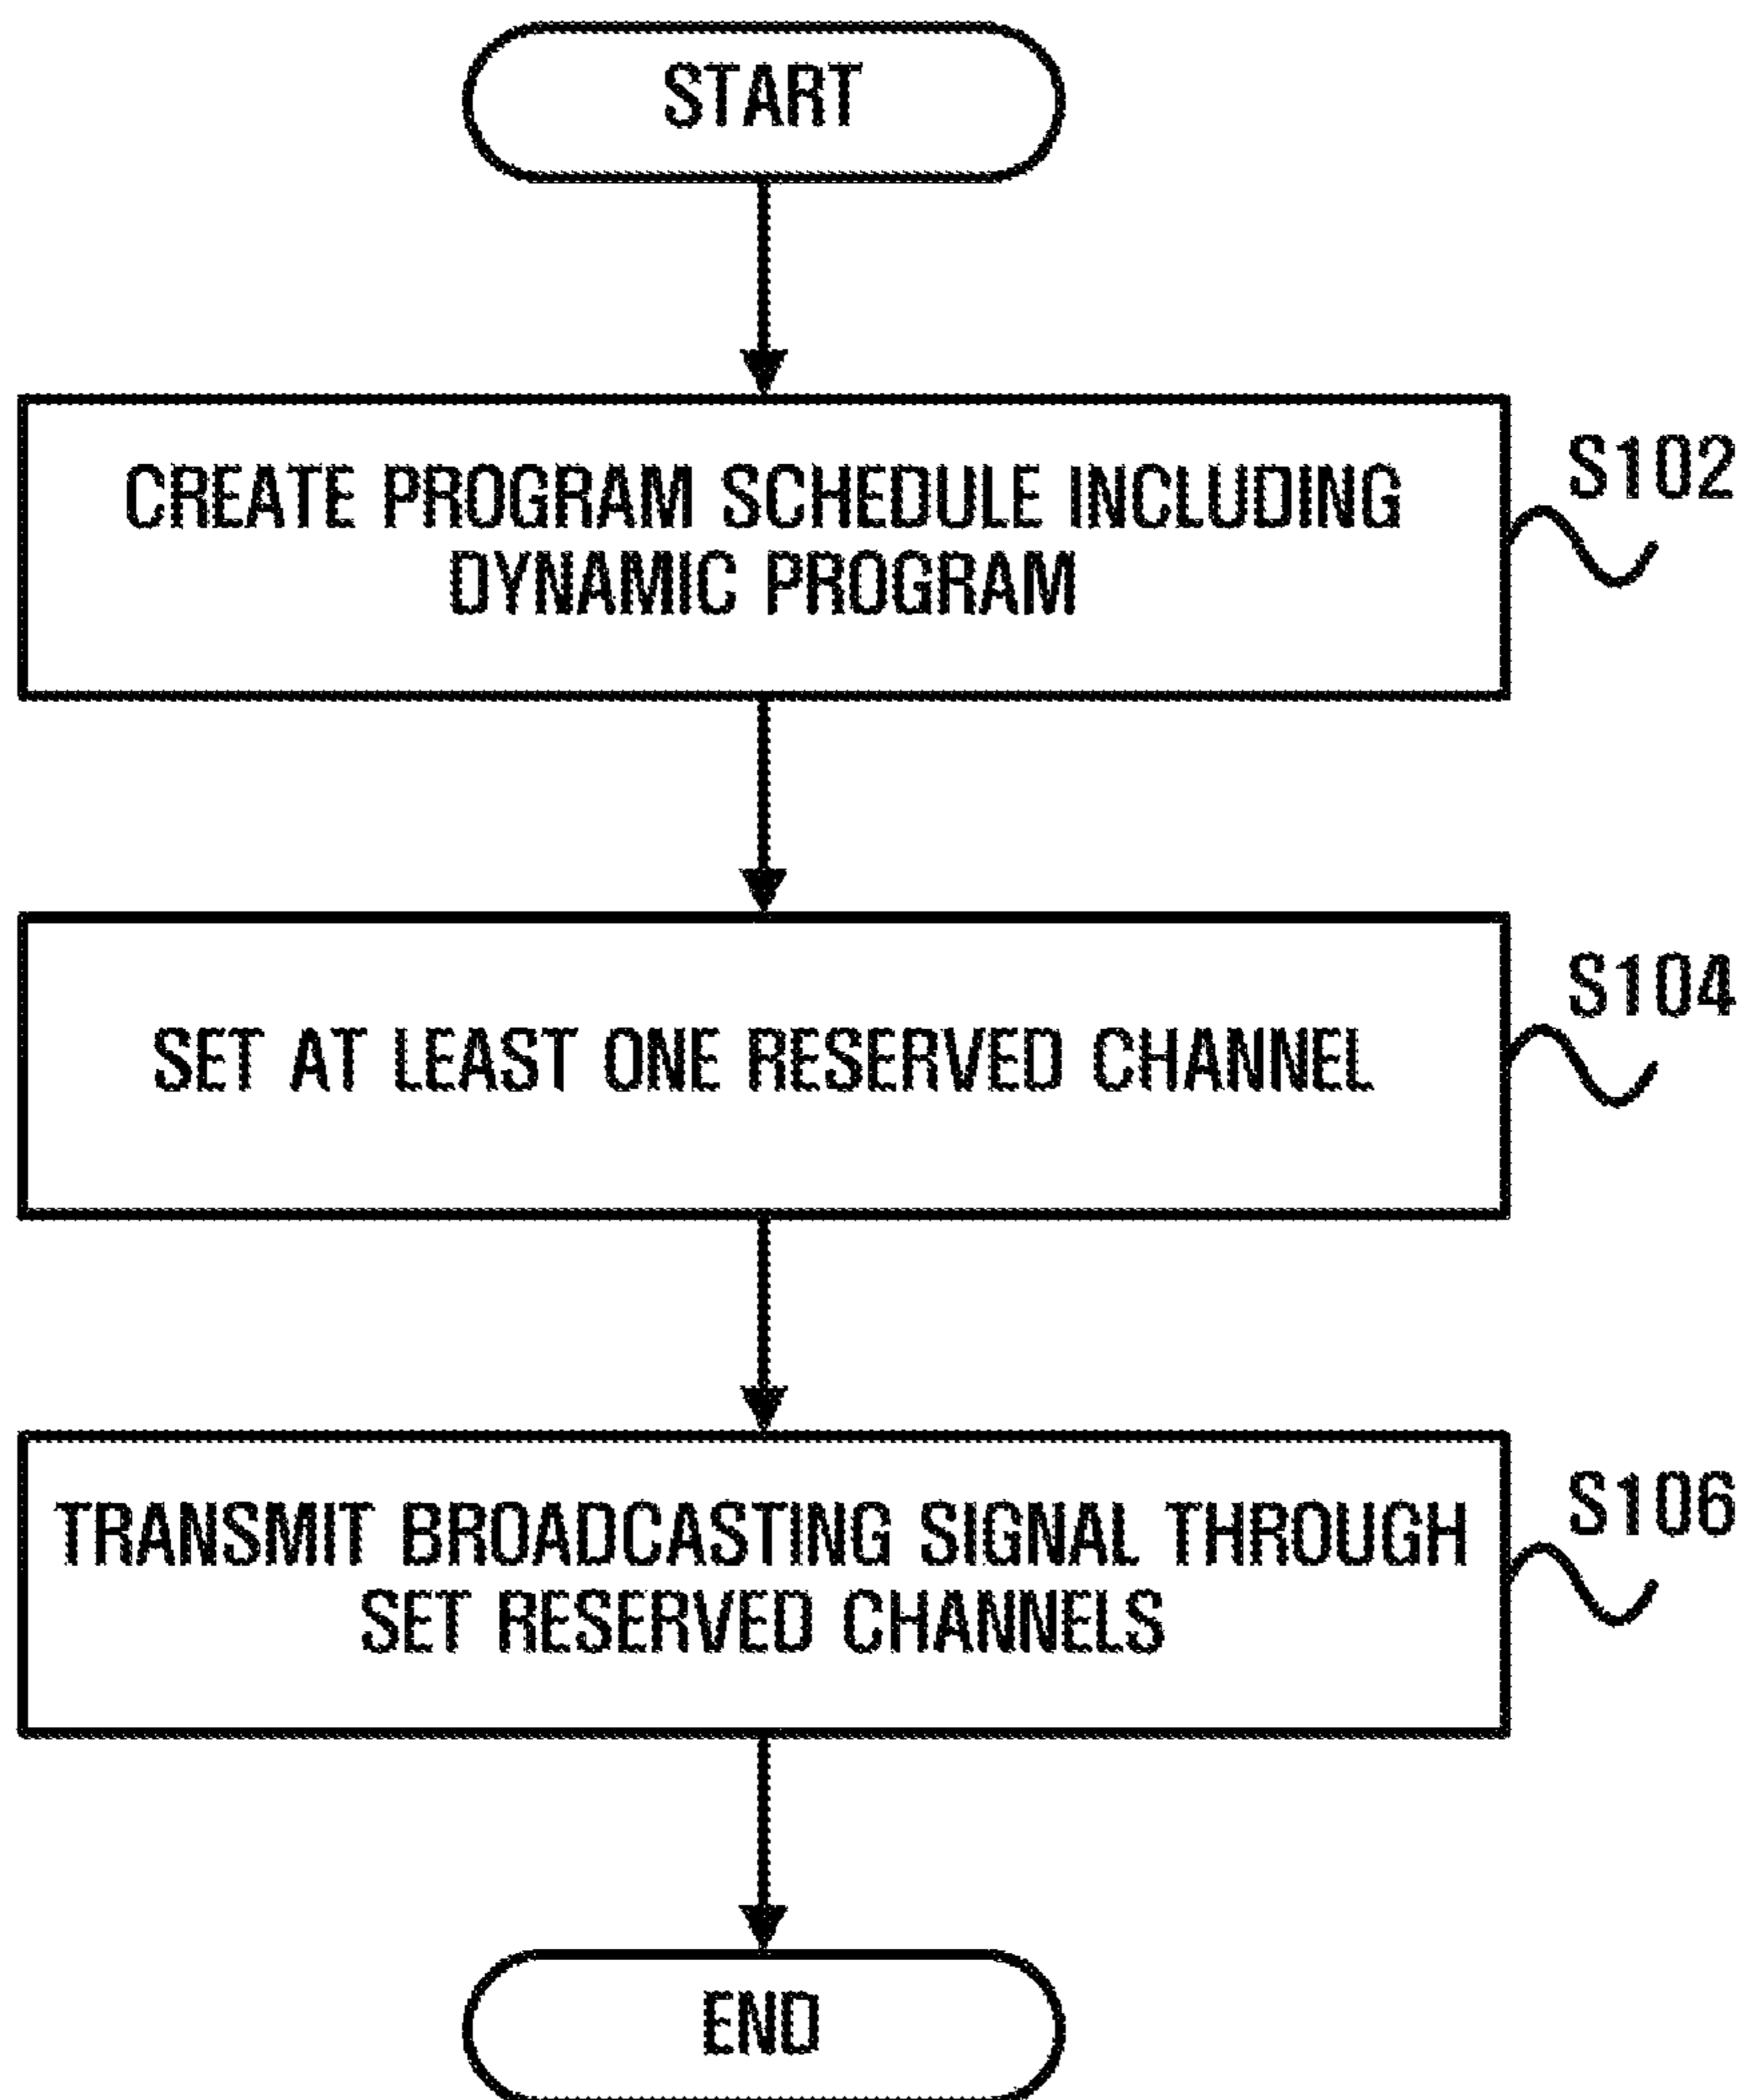 START
CREATE PROGRAM SCHEDULE INCLUDING
DYNAMIC PROGRAM
S102
SET AT LEAST ONE RESERVED CHANNEL
S104
TRANSMIT BROADCASTING SIGNAL THROUGH
SET RESERVED CHANNELS
S106
END